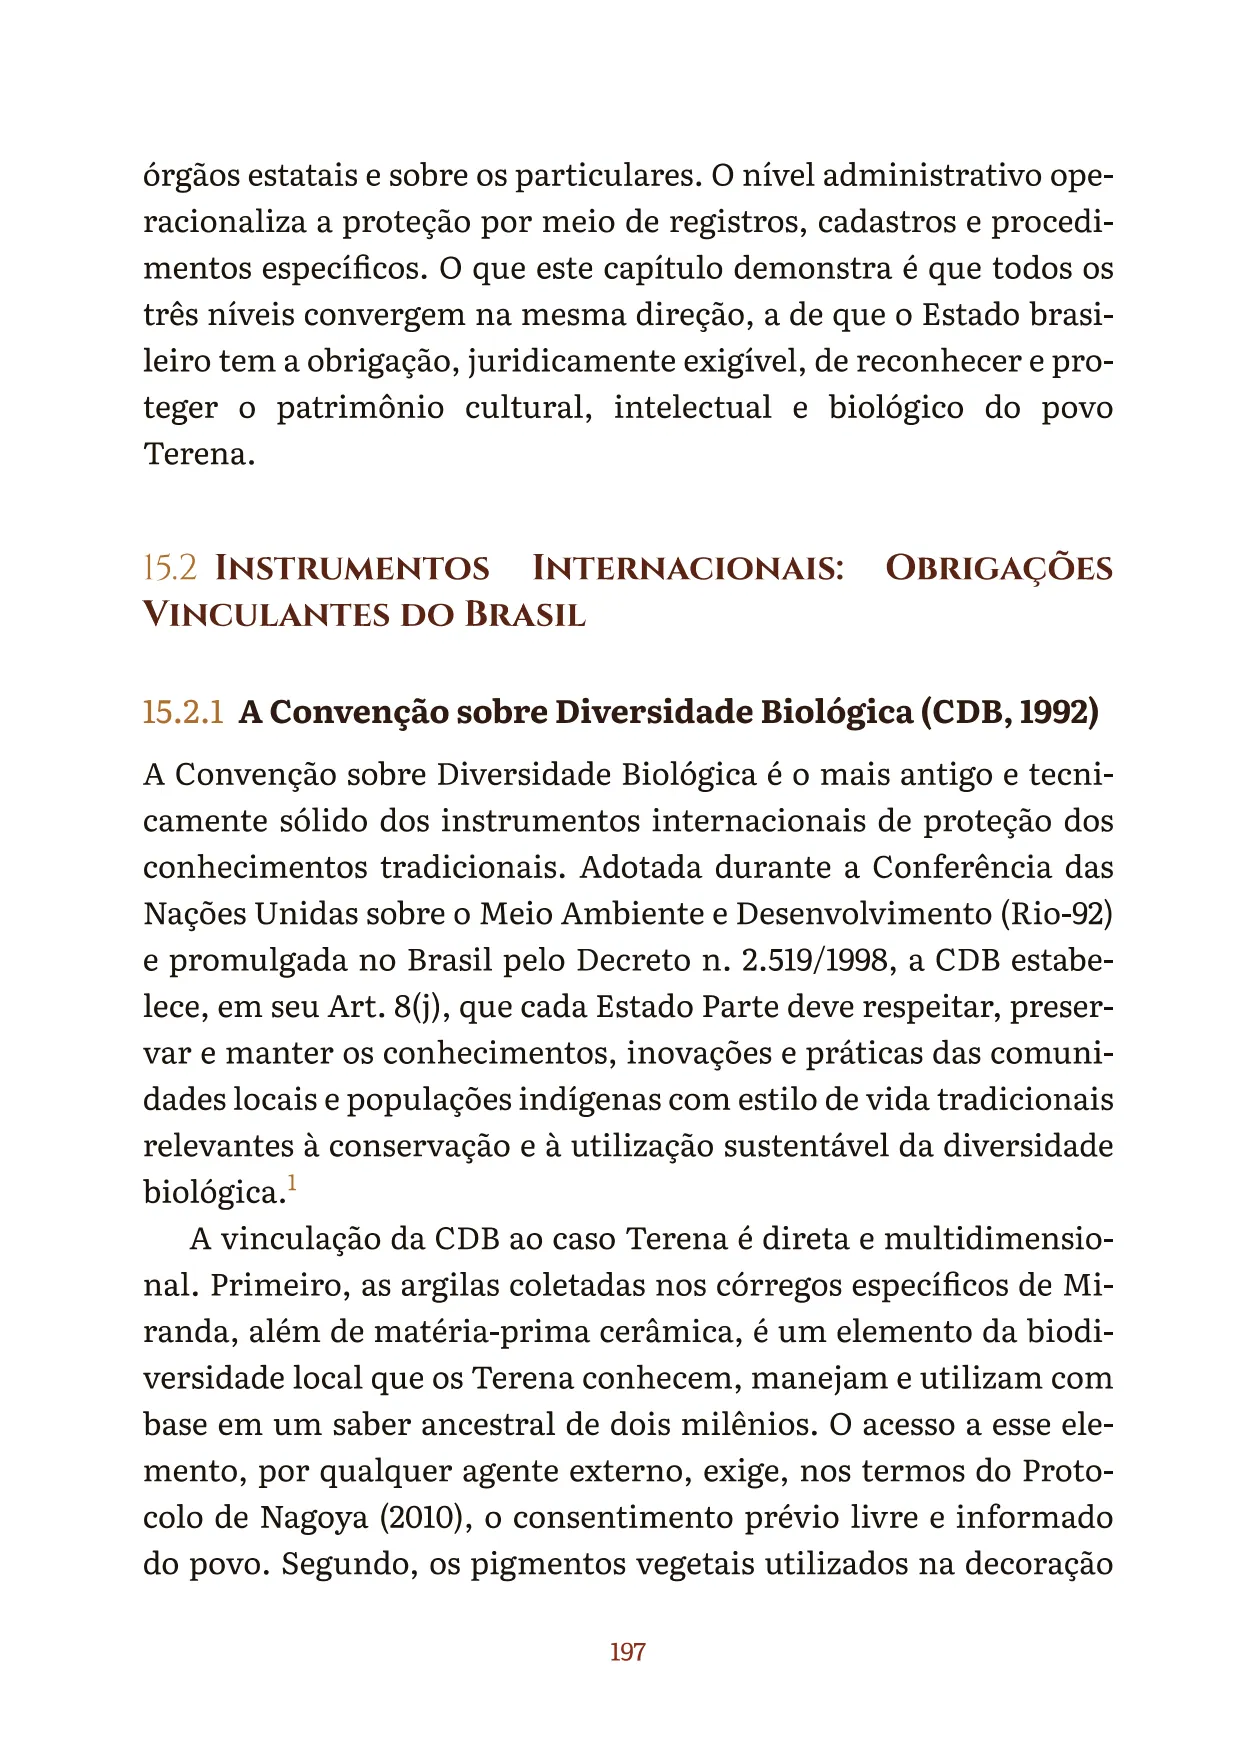 órgãos estatais e sobre os particulares. O nível administrativo ope-
racionaliza a proteção por meio de registros, cadastros e procedi-
mentos específicos. O que este capítulo demonstra é que todos os
três níveis convergem na mesma direção, a de que o Estado brasi-
leiro tem a obrigação, juridicamente exigível, de reconhecer e pro-
teger o patrimônio cultural, intelectual e biológico do povo
Terena.
15.2 Instrumentos Internacionais: Obrigações
Vinculantes do Brasil
15.2.1 A Convenção sobre Diversidade Biológica (CDB, 1992)
A Convenção sobre Diversidade Biológica é o mais antigo e tecni-
camente sólido dos instrumentos internacionais de proteção dos
conhecimentos tradicionais. Adotada durante a Conferência das
Nações Unidas sobre o Meio Ambiente e Desenvolvimento (Rio-92)
e promulgada no Brasil pelo Decreto n. 2.519/1998, a CDB estabe-
lece, em seu Art. 8(j), que cada Estado Parte deve respeitar, preser-
var e manter os conhecimentos, inovações e práticas das comuni-
dades locais e populações indígenas com estilo de vida tradicionais
relevantes à conservação e à utilização sustentável da diversidade
biológica.1
A vinculação da CDB ao caso Terena é direta e multidimensio-
nal. Primeiro, as argilas coletadas nos córregos específicos de Mi-
randa, além de matéria-prima cerâmica, é um elemento da biodi-
versidade local que os Terena conhecem, manejam e utilizam com
base em um saber ancestral de dois milênios. O acesso a esse ele-
mento, por qualquer agente externo, exige, nos termos do Proto-
colo de Nagoya (2010), o consentimento prévio livre e informado
do povo. Segundo, os pigmentos vegetais utilizados na decoração
197